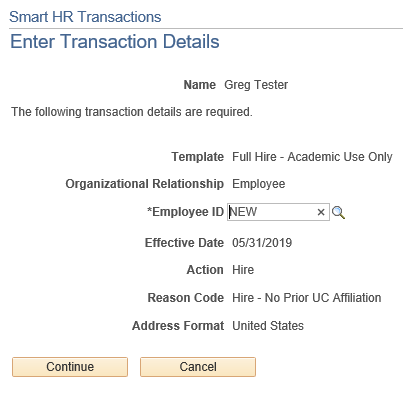 Smart HR Transactions
Enter Transaction Details
Name Greg Tester
The following transaction details are required.
Template Full Hire - Academic Use Only
Organizational Relationship Employee
*Employee ID NEW ×
Effective Date 05/31/2019
Action Hire
Reason Code Hire - No Prior UC Affiliation
Address Format United States
Continue Cancel